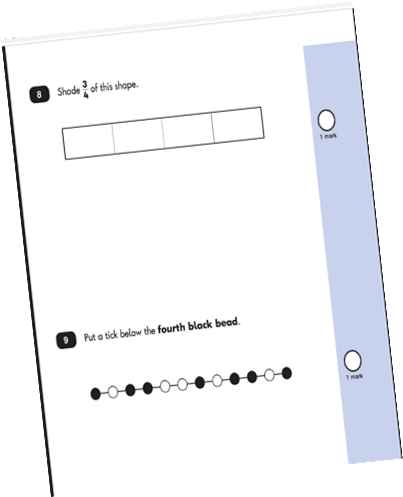 8 Shade 3/4 of this shape.
1 mark
9 Put a tick below the fourth black bead.
1 mark